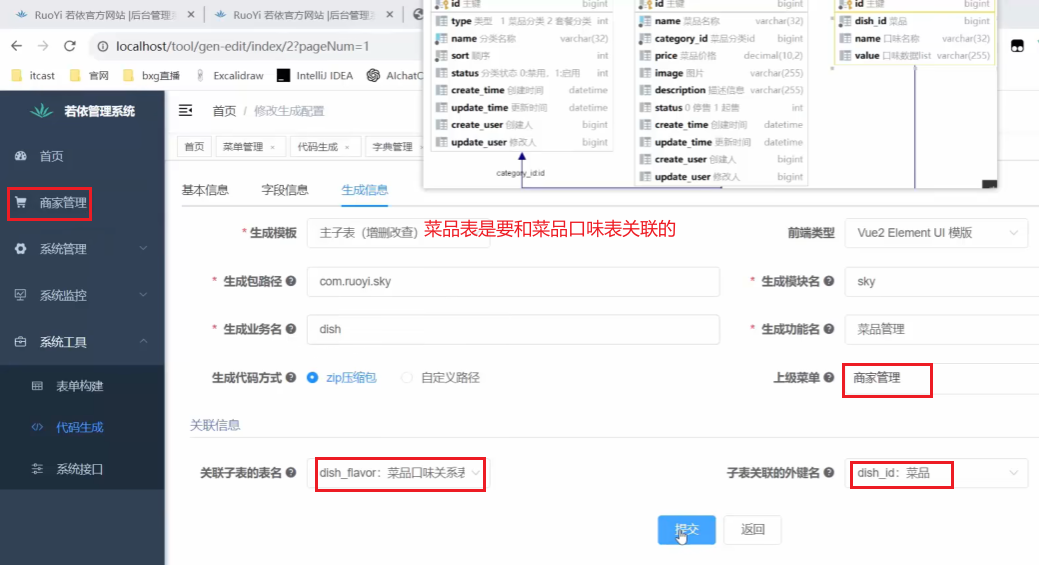 RuoYi 若依官方网站 |后台管理
RuoYi 若依官方网站 |后台管理
localhost/tool/gen-edit/index/2?pageNum=1
itcast 官网 bxg直播 Excalidraw IntelliJ IDEA AIchatO
id 主键 bigint
type 类型 1 菜品分类 2 套餐分类 int
name 分类名称 varchar(32)
sort 顺序 int
status 分类状态 0:禁用，1:启用 int
create_time 创建时间 datetime
update_time 更新时间 datetime
create_user 创建人 bigint
update_user 修改人 bigint
category_id:id
id 主键 bigint
name 菜品名称 varchar(32)
category_id 菜品分类id bigint
price 菜品价格 decimal(10,2)
image 图片 varchar(255)
description 描述信息 varchar(255)
status 0 停售 1 起售 int
create_time 创建时间 datetime
update_time 更新时间 datetime
create_user 创建人 bigint
update_user 修改人 bigint
id 主键 bigint
dish_id 菜品 bigint
name 口味名称 varchar(32)
value 口味数据list varchar(255)
若依管理系统
首页
商家管理
系统管理
系统监控
系统工具
表单构建
代码生成
系统接口
首页 / 修改生成配置
首页 菜单管理 × 代码生成 × 字典管理
基本信息 字段信息 生成信息
* 生成模板 主子表（增删改查） 菜品表是要和菜品口味表关联的 前端类型 Vue2 Element UI 模版
* 生成包路径 com.ruoyi.sky * 生成模块名 sky
* 生成业务名 dish * 生成功能名 菜品管理
生成代码方式 zip压缩包 自定义路径 上级菜单 商家管理
关联信息
关联子表的表名 dish_flavor：菜品口味关系表 子表关联的外键名 dish_id：菜品
提交 返回